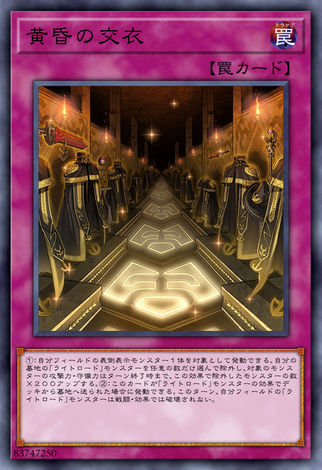 黄昏の交衣
トラップ
罠
【罠カード】
①：自分フィールドの表側表示モンスター１体を対象として発動できる。自分の
墓地の「ライトロード」モンスターを任意の数だけ選んで除外し、対象のモンス
ターの攻撃力・守備力はターン終了時まで、この効果で除外したモンスターの数
×２００アップする。②：このカードが「ライトロード」モンスターの効果でデ
ッキから墓地へ送られた場合に発動できる。このターン、自分フィールドの「ラ
イトロード」モンスターは戦闘・効果では破壊されない。
83747250